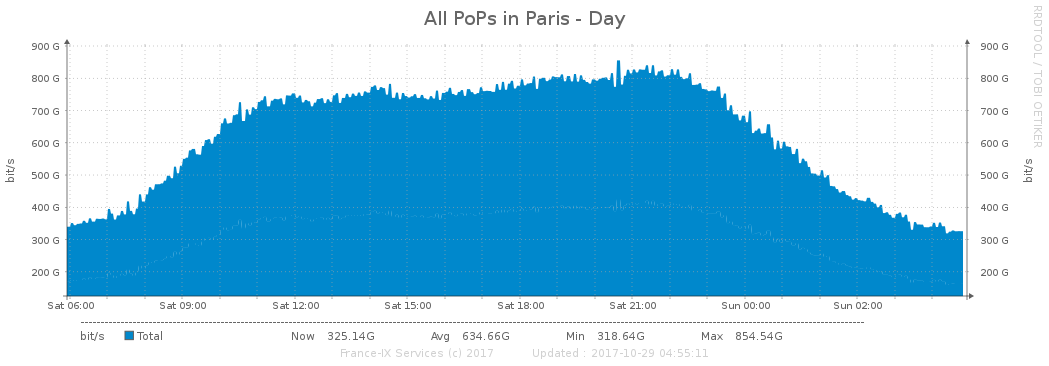 All PoPs in Paris - Day
RRDTOOL / TOBI OETIKER
bit/s
900 G 900 G
800 G 800 G
700 G 700 G
600 G 600 G
500 G 500 G
400 G 400 G
300 G 300 G
200 G 200 G
bit/s
Sat 06:00 Sat 09:00 Sat 12:00 Sat 15:00 Sat 18:00 Sat 21:00 Sun 00:00 Sun 02:00
bit/s Total Now 325.14G Avg 634.66G Min 318.64G Max 854.54G
France-IX Services (c) 2017 Updated : 2017-10-29 04:55:11